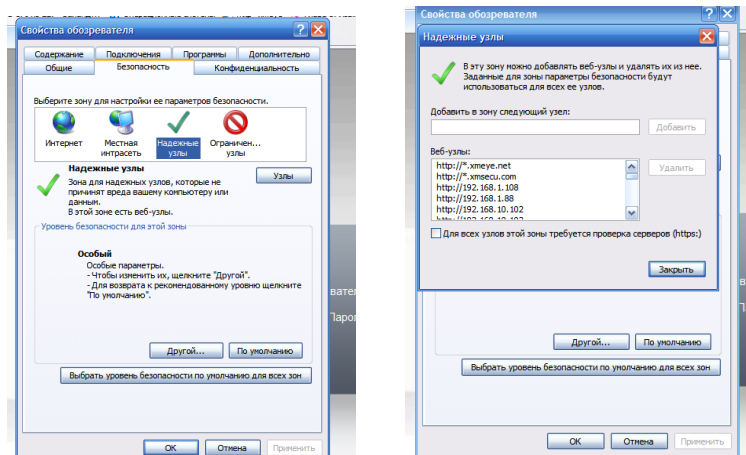 Свойства обозревателя
Содержание Подключения Программы Дополнительно
Общие Безопасность Конфиденциальность
Выберите зону для настройки ее параметров безопасности.
Интернет Местная интрасеть Надежные узлы Ограничен... узлы
Надежные узлы
Узлы
Зона для надежных узлов, которые не
причинят вреда вашему компьютеру или
данным.
В этой зоне есть веб-узлы.
Уровень безопасности для этой зоны
Особый
Особые параметры.
- Чтобы изменить их, щелкните "Другой".
- Для возврата к рекомендованному уровню щелкните
"По умолчанию".
Другой... По умолчанию
Выбрать уровень безопасности по умолчанию для всех зон
OK Отмена Применить
Свойства обозревателя
Надежные узлы
В эту зону можно добавлять веб-узлы и удалять их из нее.
Заданные для зоны параметры безопасности будут
использоваться для всех ее узлов.
Добавить в зону следующий узел:
Добавить
Веб-узлы:
http://*.xmeye.net
http://*.xmsecu.com
http://192.168.1.108
http://192.168.1.88
http://192.168.10.102
Удалить
Для всех узлов этой зоны требуется проверка серверов (https:)
Закрыть
Другой... По умолчанию
Выбрать уровень безопасности по умолчанию для всех зон
OK Отмена Применить